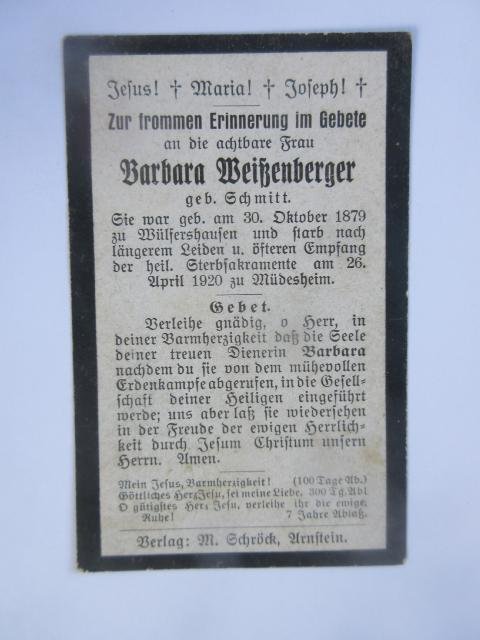 Jesus! † Maria! † Joseph! †
Zur frommen Erinnerung im Gebete
an die achtbare Frau
Barbara Weißenberger
geb. Schmitt.
Sie war geb. am 30. Oktober 1879
zu Wülfershausen und starb nach
längerem Leiden u. öfteren Empfang
der heil. Sterbsakramente am 26.
April 1920 zu Müdesheim.
Gebet.
Verleihe gnädig, o Herr, in
deiner Barmherzigkeit daß die Seele
deiner treuen Dienerin Barbara
nachdem du sie von dem mühevollen
Erdenkampfe abgerufen, in die Gesell-
schaft deiner Heiligen eingeführt
werde; uns aber laß sie wiedersehen
in der Freude der ewigen Herrlich-
keit durch Jesum Christum unsern
Herrn. Amen.
Mein Jesus, Barmherzigkeit! (100 Tage Ab.)
Göttliches Herz Jesu, sei meine Liebe. 300 Tg. Abl
O gütigstes Herz Jesu, verleihe ihr die ewige
Ruhe! 7 Jahre Ablaß.
Verlag: M. Schröck, Arnstein.